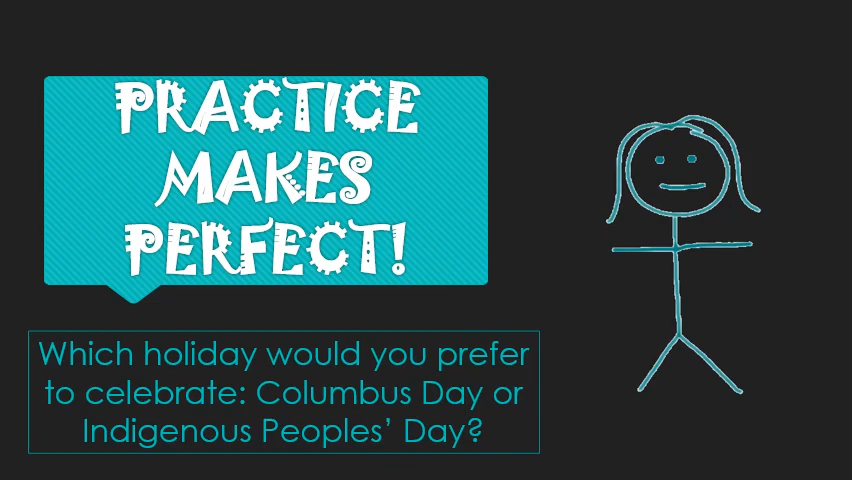 PRACTICE
MAKES
PERFECT!
Which holiday would you prefer
to celebrate: Columbus Day or
Indigenous Peoples’ Day?